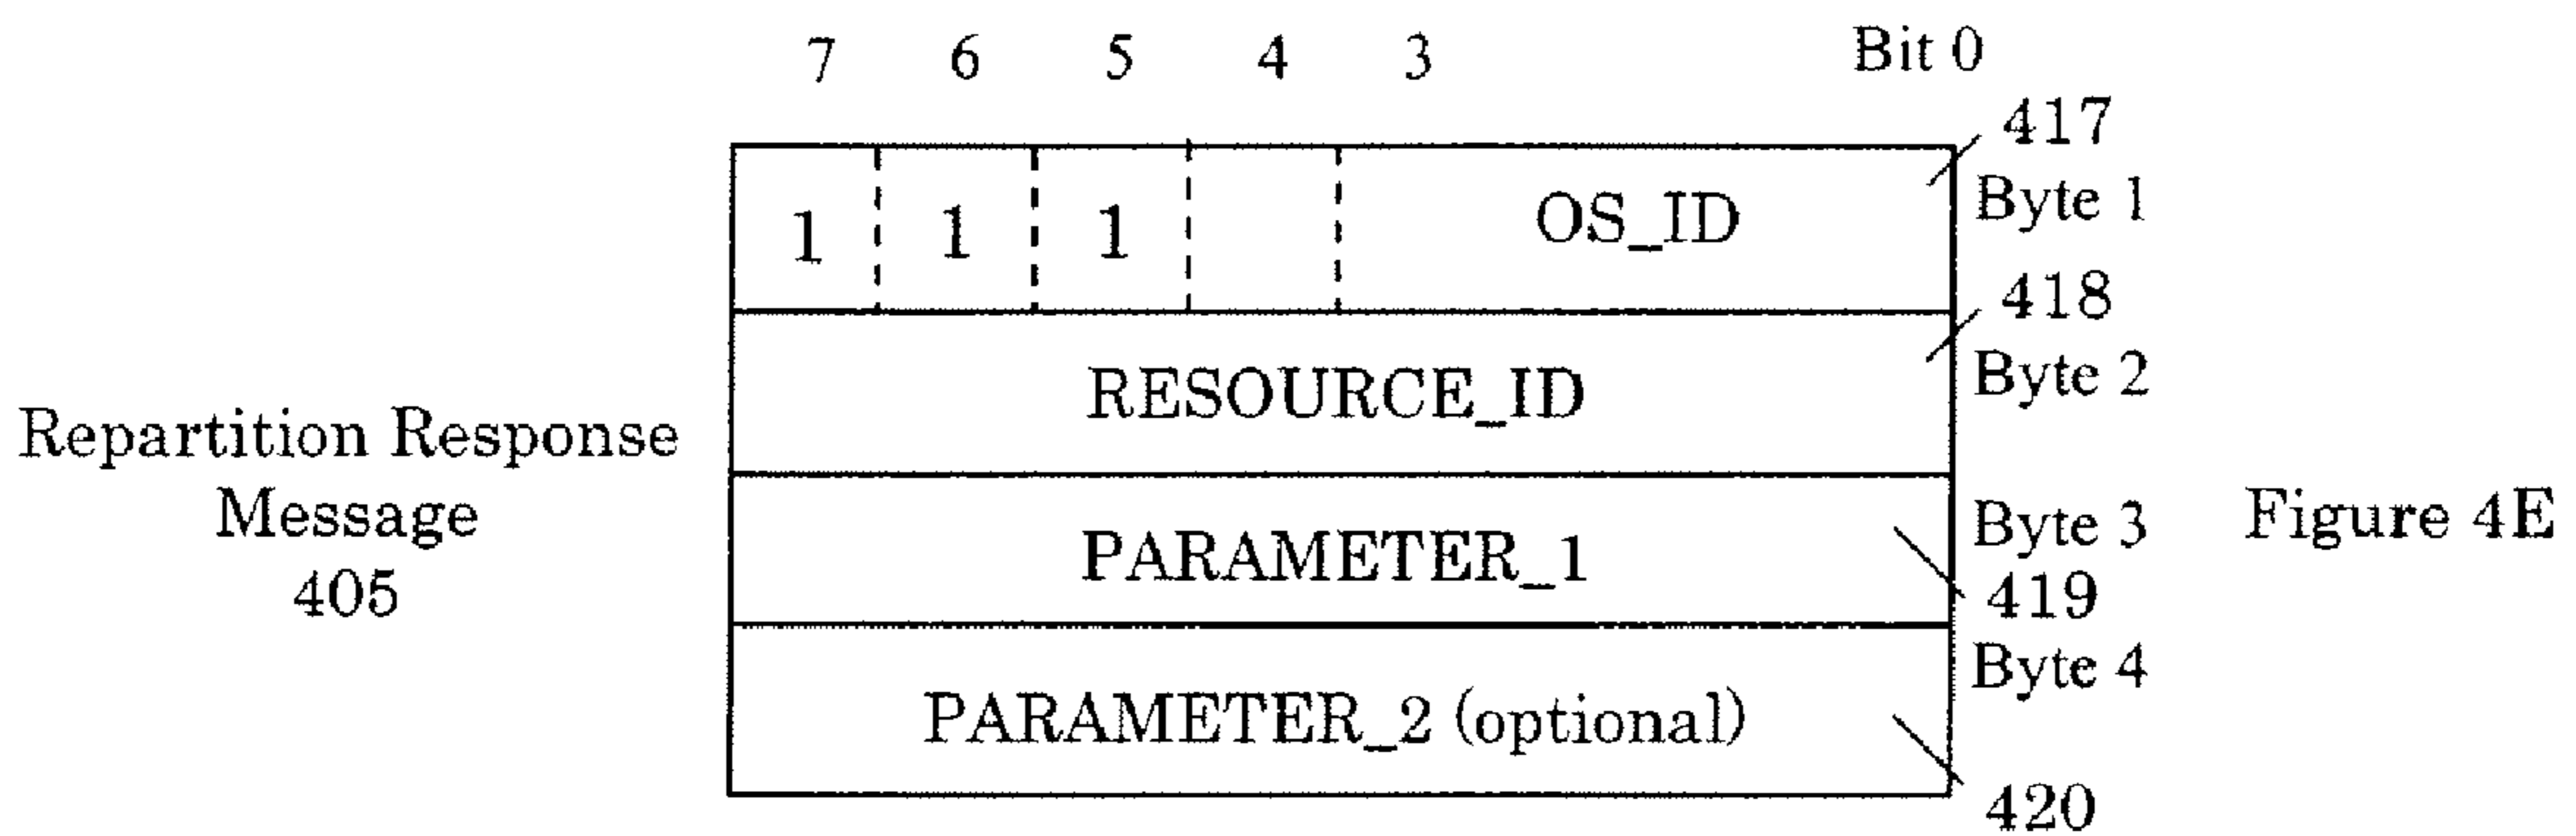 7 6 5 4 3 Bit 0
417
1 1 1 OS_ID Byte 1
418
RESOURCE_ID Byte 2
Repartition Response
Message
405
PARAMETER_1 Byte 3
419
PARAMETER_2 (optional) Byte 4
420
Figure 4E